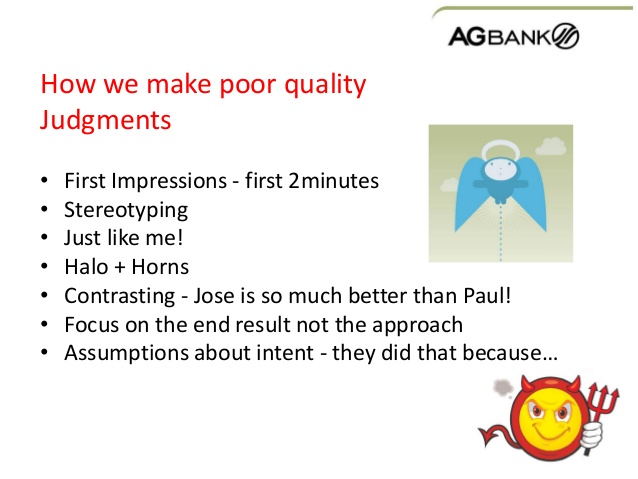 AGBANK
How we make poor quality
Judgments
• First Impressions - first 2minutes
• Stereotyping
• Just like me!
• Halo + Horns
• Contrasting - Jose is so much better than Paul!
• Focus on the end result not the approach
• Assumptions about intent - they did that because…